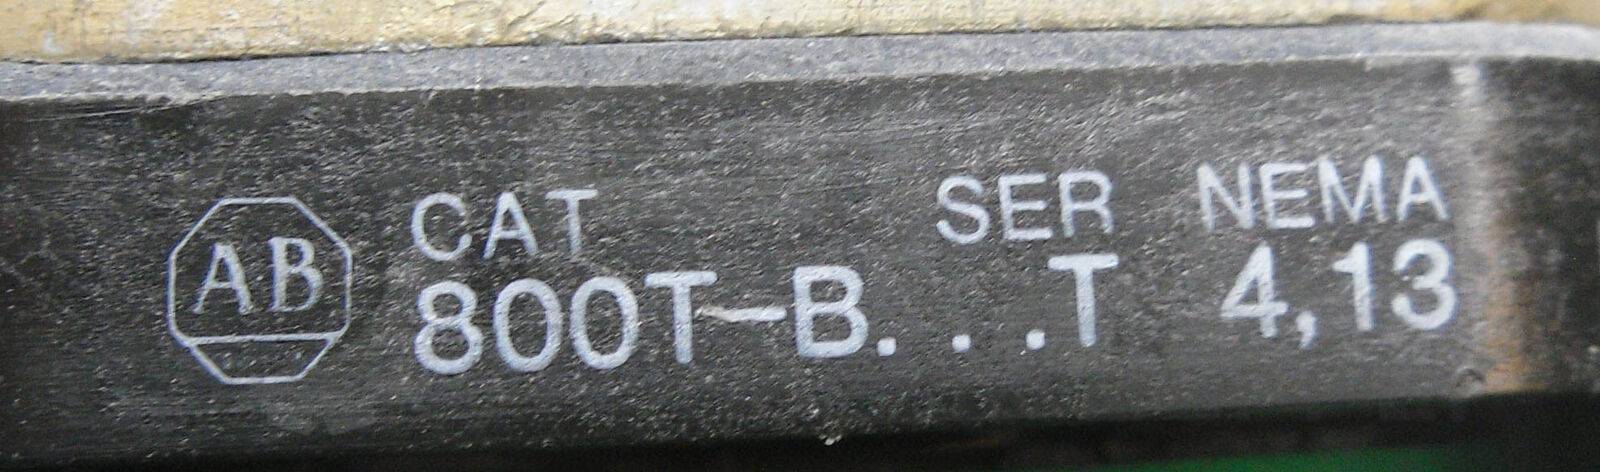 AB
CAT SER NEMA
800T-B...T 4,13